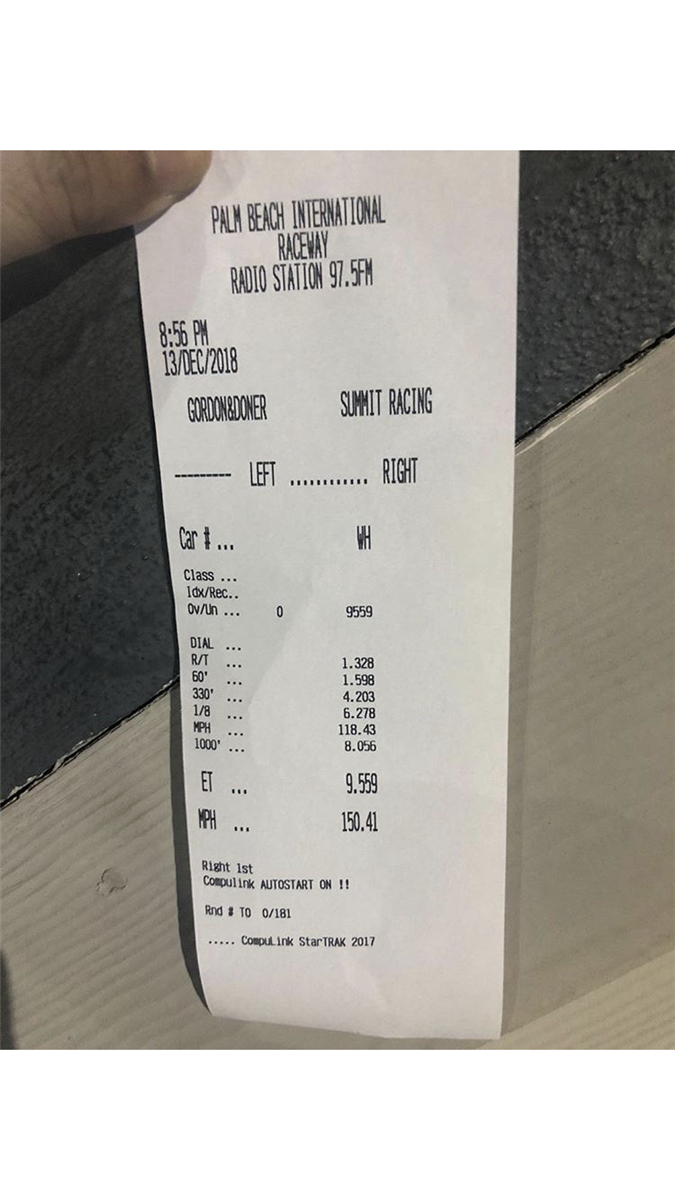 PALM BEACH INTERNATIONAL
RACEWAY
RADIO STATION 97.5FM
8:56 PM
13/DEC/2018
GORDON&DONER SUMMIT RACING
--------- LEFT ............ RIGHT
Car # ... WH
Class ...
Idx/Rec..
Ov/Un ... 0 9559
DIAL ...
R/T ... 1.328
60' ... 1.598
330' ... 4.203
1/8 ... 6.278
MPH ... 118.43
1000' ... 8.056
ET ... 9.559
MPH ... 150.41
Right 1st
Compulink AUTOSTART ON !!
Rnd # TO 0/181
..... CompuLink StarTRAK 2017